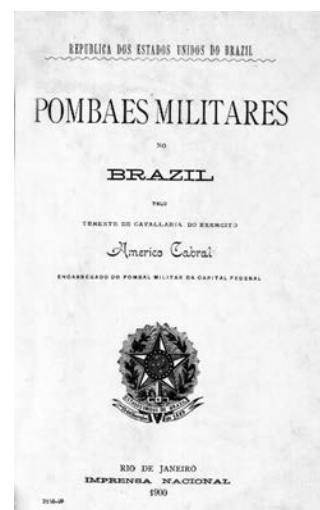 REPUBLICA DOS ESTADOS UNIDOS DO BRAZIL
POMBAES MILITARES
NO
BRAZIL
PELO
TENENTE DE CAVALLARIA DO EXERCITO
Americo Cabral
ENCARREGADO DO POMBAL MILITAR DA CAPITAL FEDERAL
RIO DE JANEIRO
IMPRENSA NACIONAL
1900